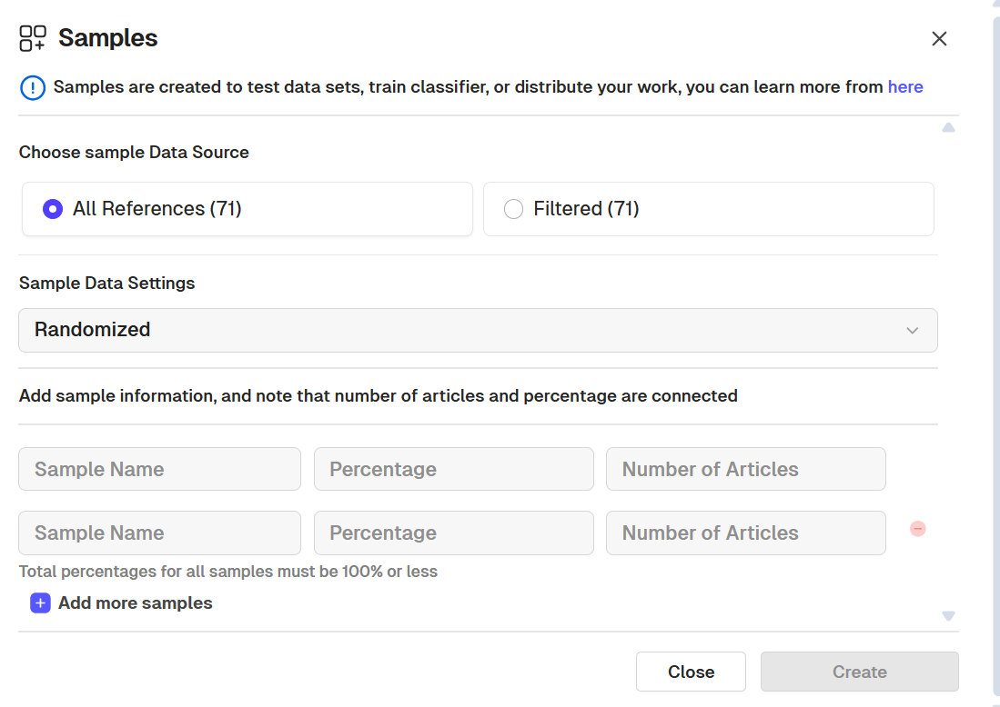 Samples
Samples are created to test data sets, train classifier, or distribute your work, you can learn more from here
Choose sample Data Source
All References (71)
Filtered (71)
Sample Data Settings
Randomized
Add sample information, and note that number of articles and percentage are connected
Sample Name Percentage Number of Articles
Sample Name Percentage Number of Articles
Total percentages for all samples must be 100% or less
Add more samples
Close Create